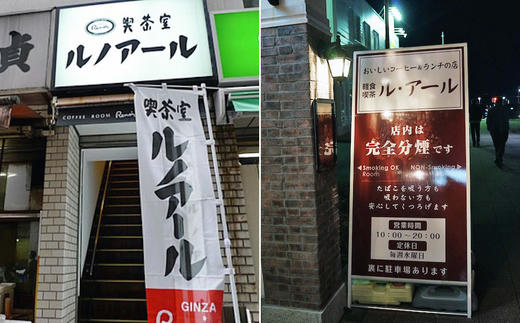 Renoir
喫茶室
ルノアール
貞
COFFEE ROOM Renoir
喫茶室
ルノアール
GINZA
おいしいコーヒー&ランチの店
軽食
喫茶
ル・アール
店内は
完全分煙です
Smoking OK
Room
NON-Smoking
たばこを吸う方も
吸わない方も
安心してくつろげます
営業時間
10:00~20:00
定休日
毎週水曜日
裏に駐車場あります